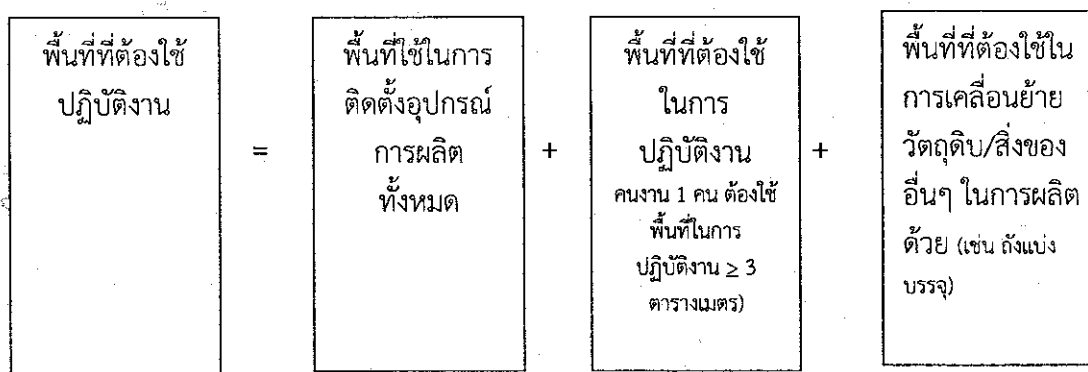 พื้นที่ที่ต้องใช้
ปฏิบัติงาน
=
พื้นที่ใช้ในการ
ติดตั้งอุปกรณ์
การผลิต
ทั้งหมด
+
พื้นที่ที่ต้องใช้
ในการ
ปฏิบัติงาน
คนงาน 1 คน ต้องใช้
พื้นที่ในการ
ปฏิบัติงาน ≥ 3
ตารางเมตร)
+
พื้นที่ที่ต้องใช้ใน
การเคลื่อนย้าย
วัตถุดิบ/สิ่งของ
อื่นๆ ในการผลิต
ด้วย (เช่น ถังแบ่ง
บรรจุ)